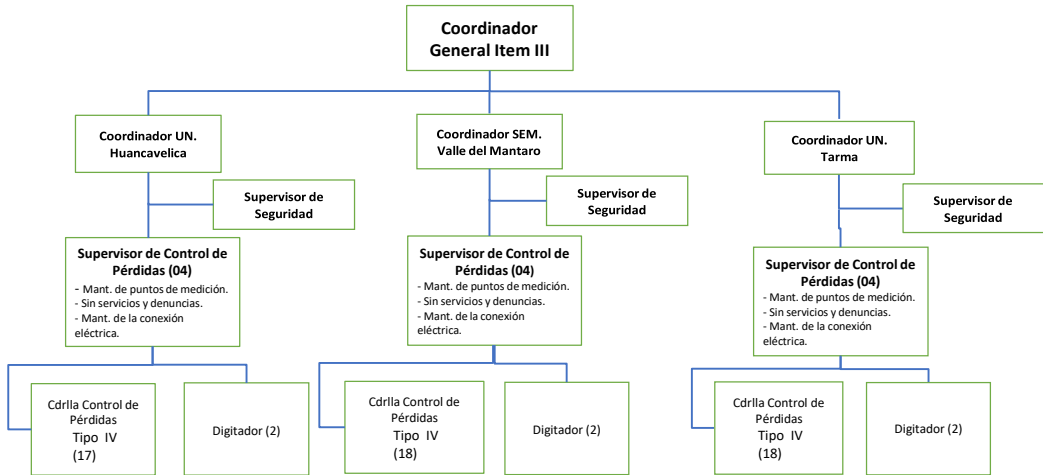 Coordinador
General Item III
Coordinador UN.
Huancavelica
Coordinador SEM.
Valle del Mantaro
Coordinador UN.
Tarma
Supervisor de
Seguridad
Supervisor de
Seguridad
Supervisor de
Seguridad
Supervisor de Control de
Pérdidas (04)
- Mant. de puntos de medición.
- Sin servicios y denuncias.
- Mant. de la conexión
eléctrica.
Supervisor de Control de
Pérdidas (04)
- Mant. de puntos de medición.
- Sin servicios y denuncias.
- Mant. de la conexión
eléctrica.
Supervisor de Control de
Pérdidas (04)
- Mant. de puntos de medición.
- Sin servicios y denuncias.
- Mant. de la conexión
eléctrica.
Cdrlla Control de
Pérdidas
Tipo IV
(17)
Digitador (2)
Cdrlla Control de
Pérdidas
Tipo IV
(18)
Digitador (2)
Cdrlla Control de
Pérdidas
Tipo IV
(18)
Digitador (2)